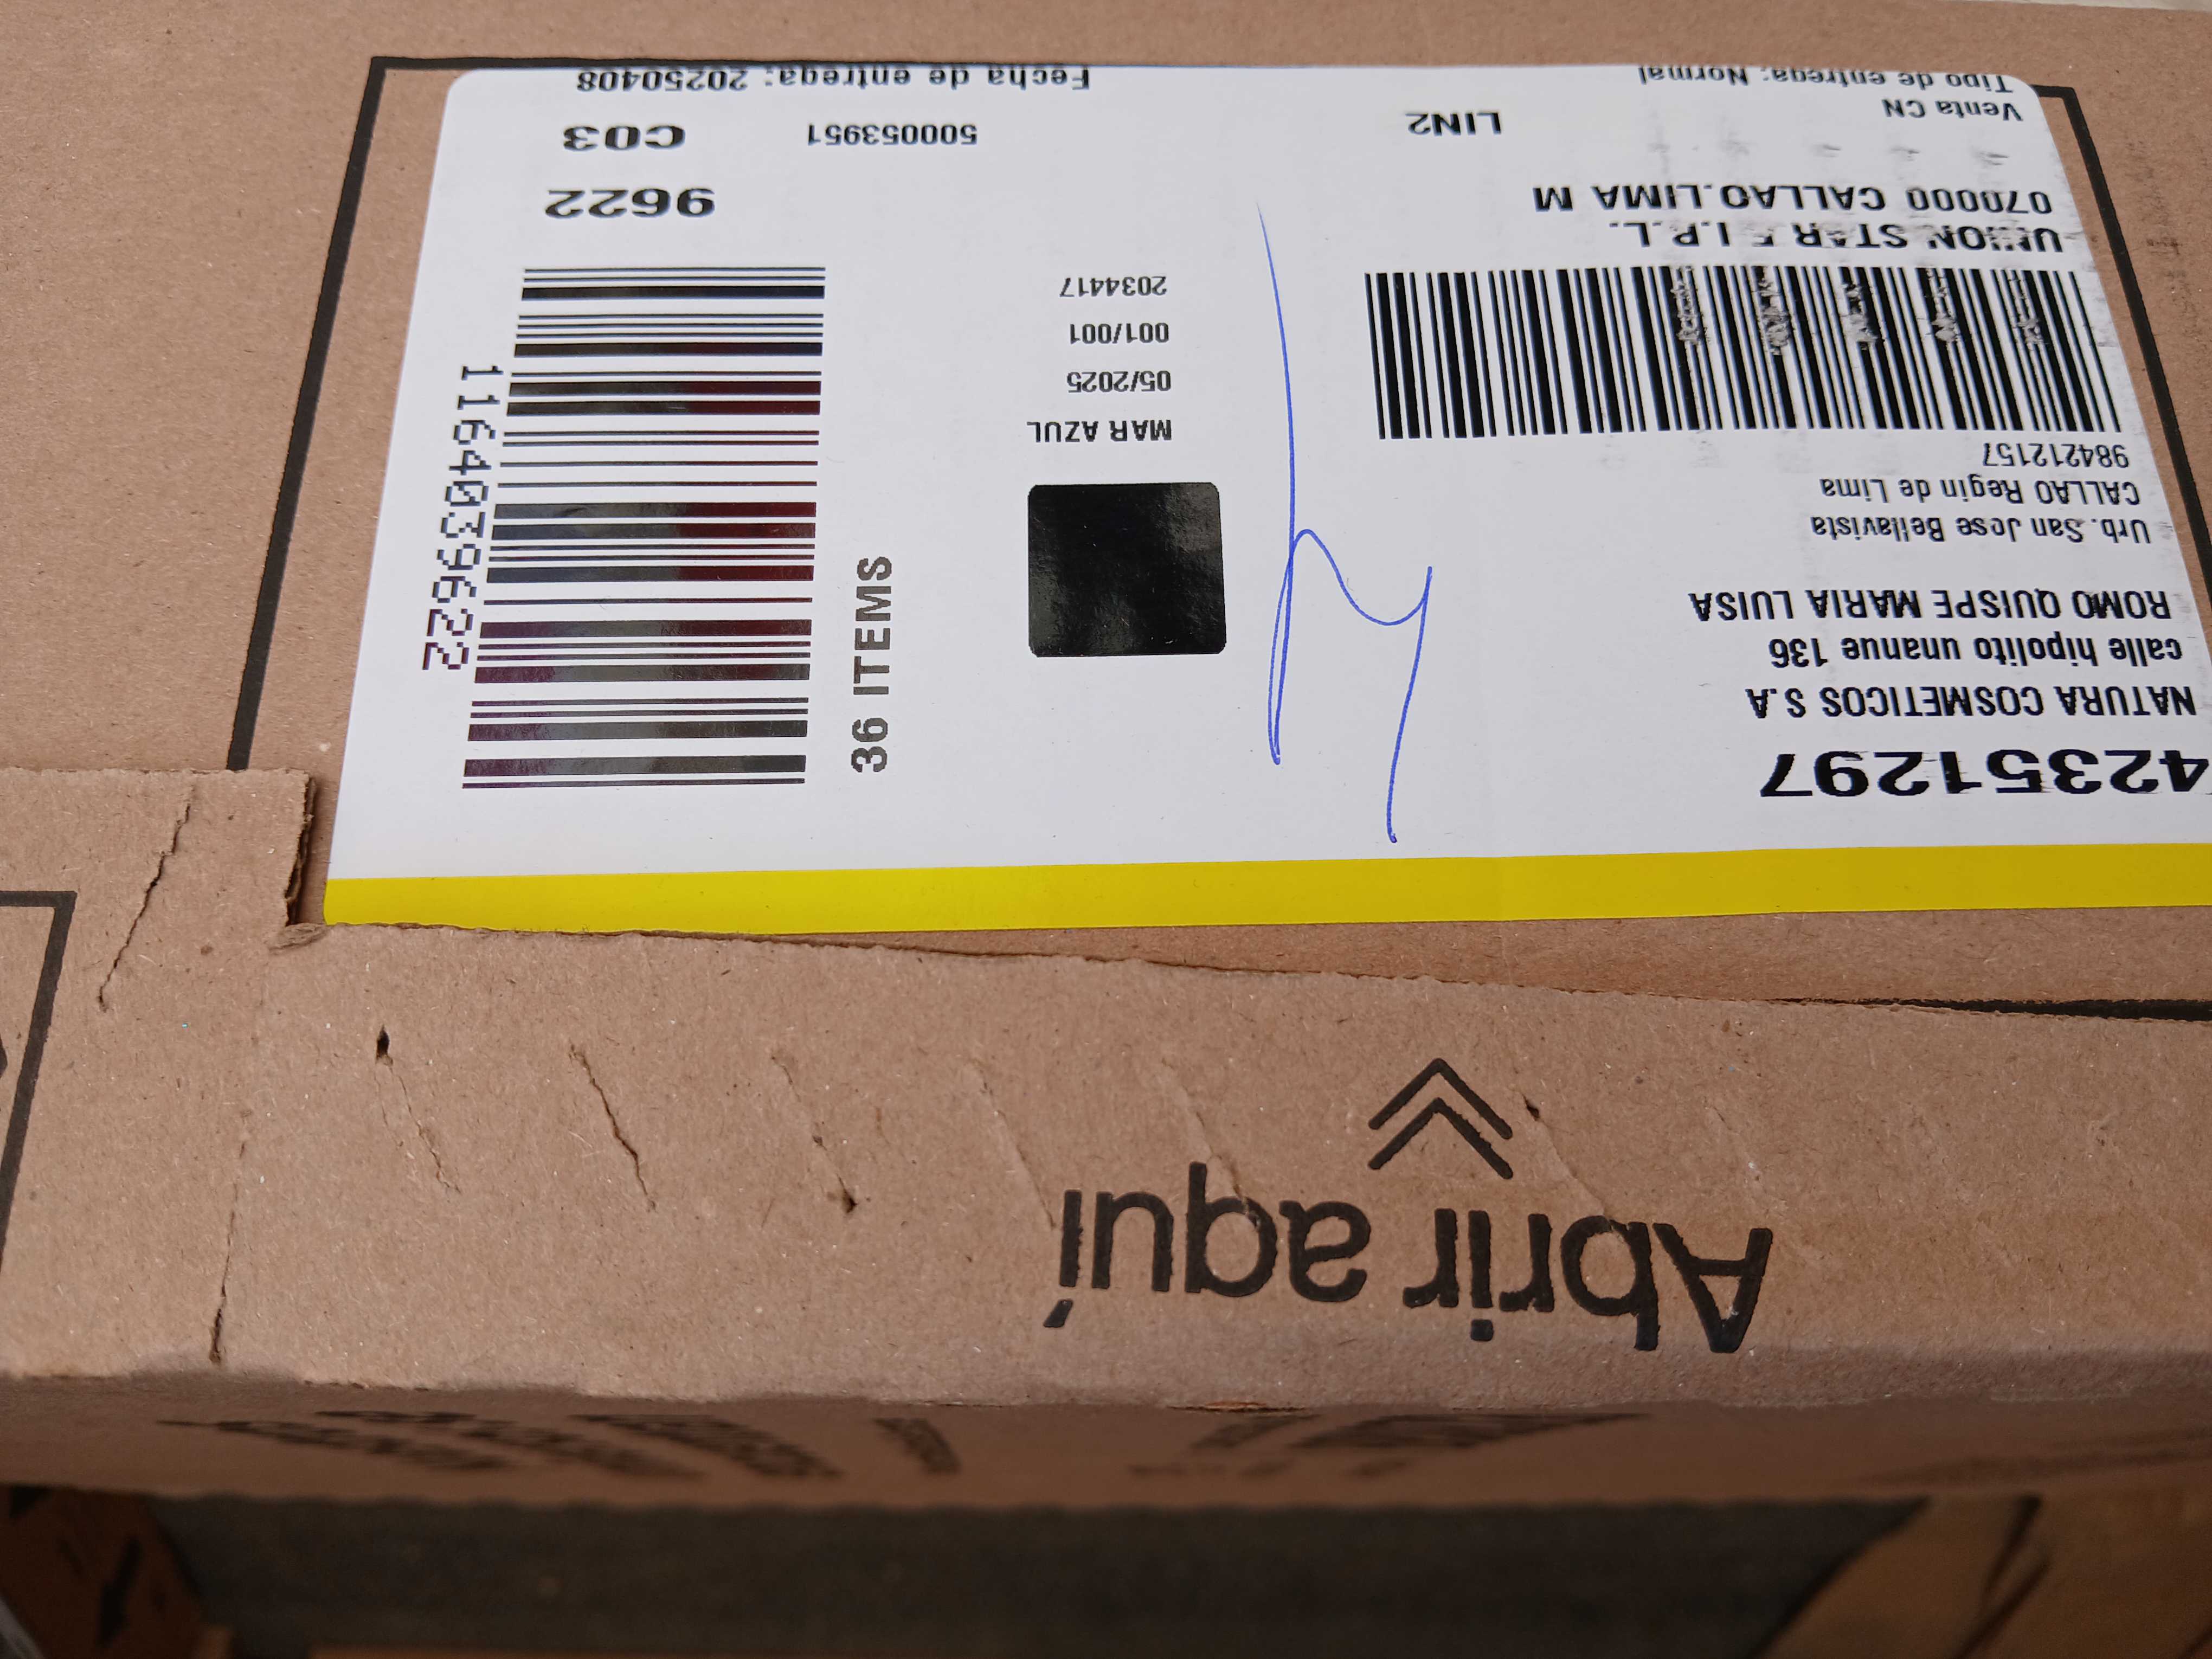 42351297
NATURA COSMETICOS S.A
calle hipolito unanue 136
ROMO QUISPE MARIA LUISA
Urb. San Jose Bellavista
CALLAO Regin de Lima
984212157
STAR
070000 CALLAO.LIMA M
LIN2
Venta CN
Tipo de entrega: Normal
MAR AZUL
05/2025
001/001
2034417
36 ITEMS
1164039622
9622
500053951 C03
Fecha de entrega: 20250408
Abrir aquí